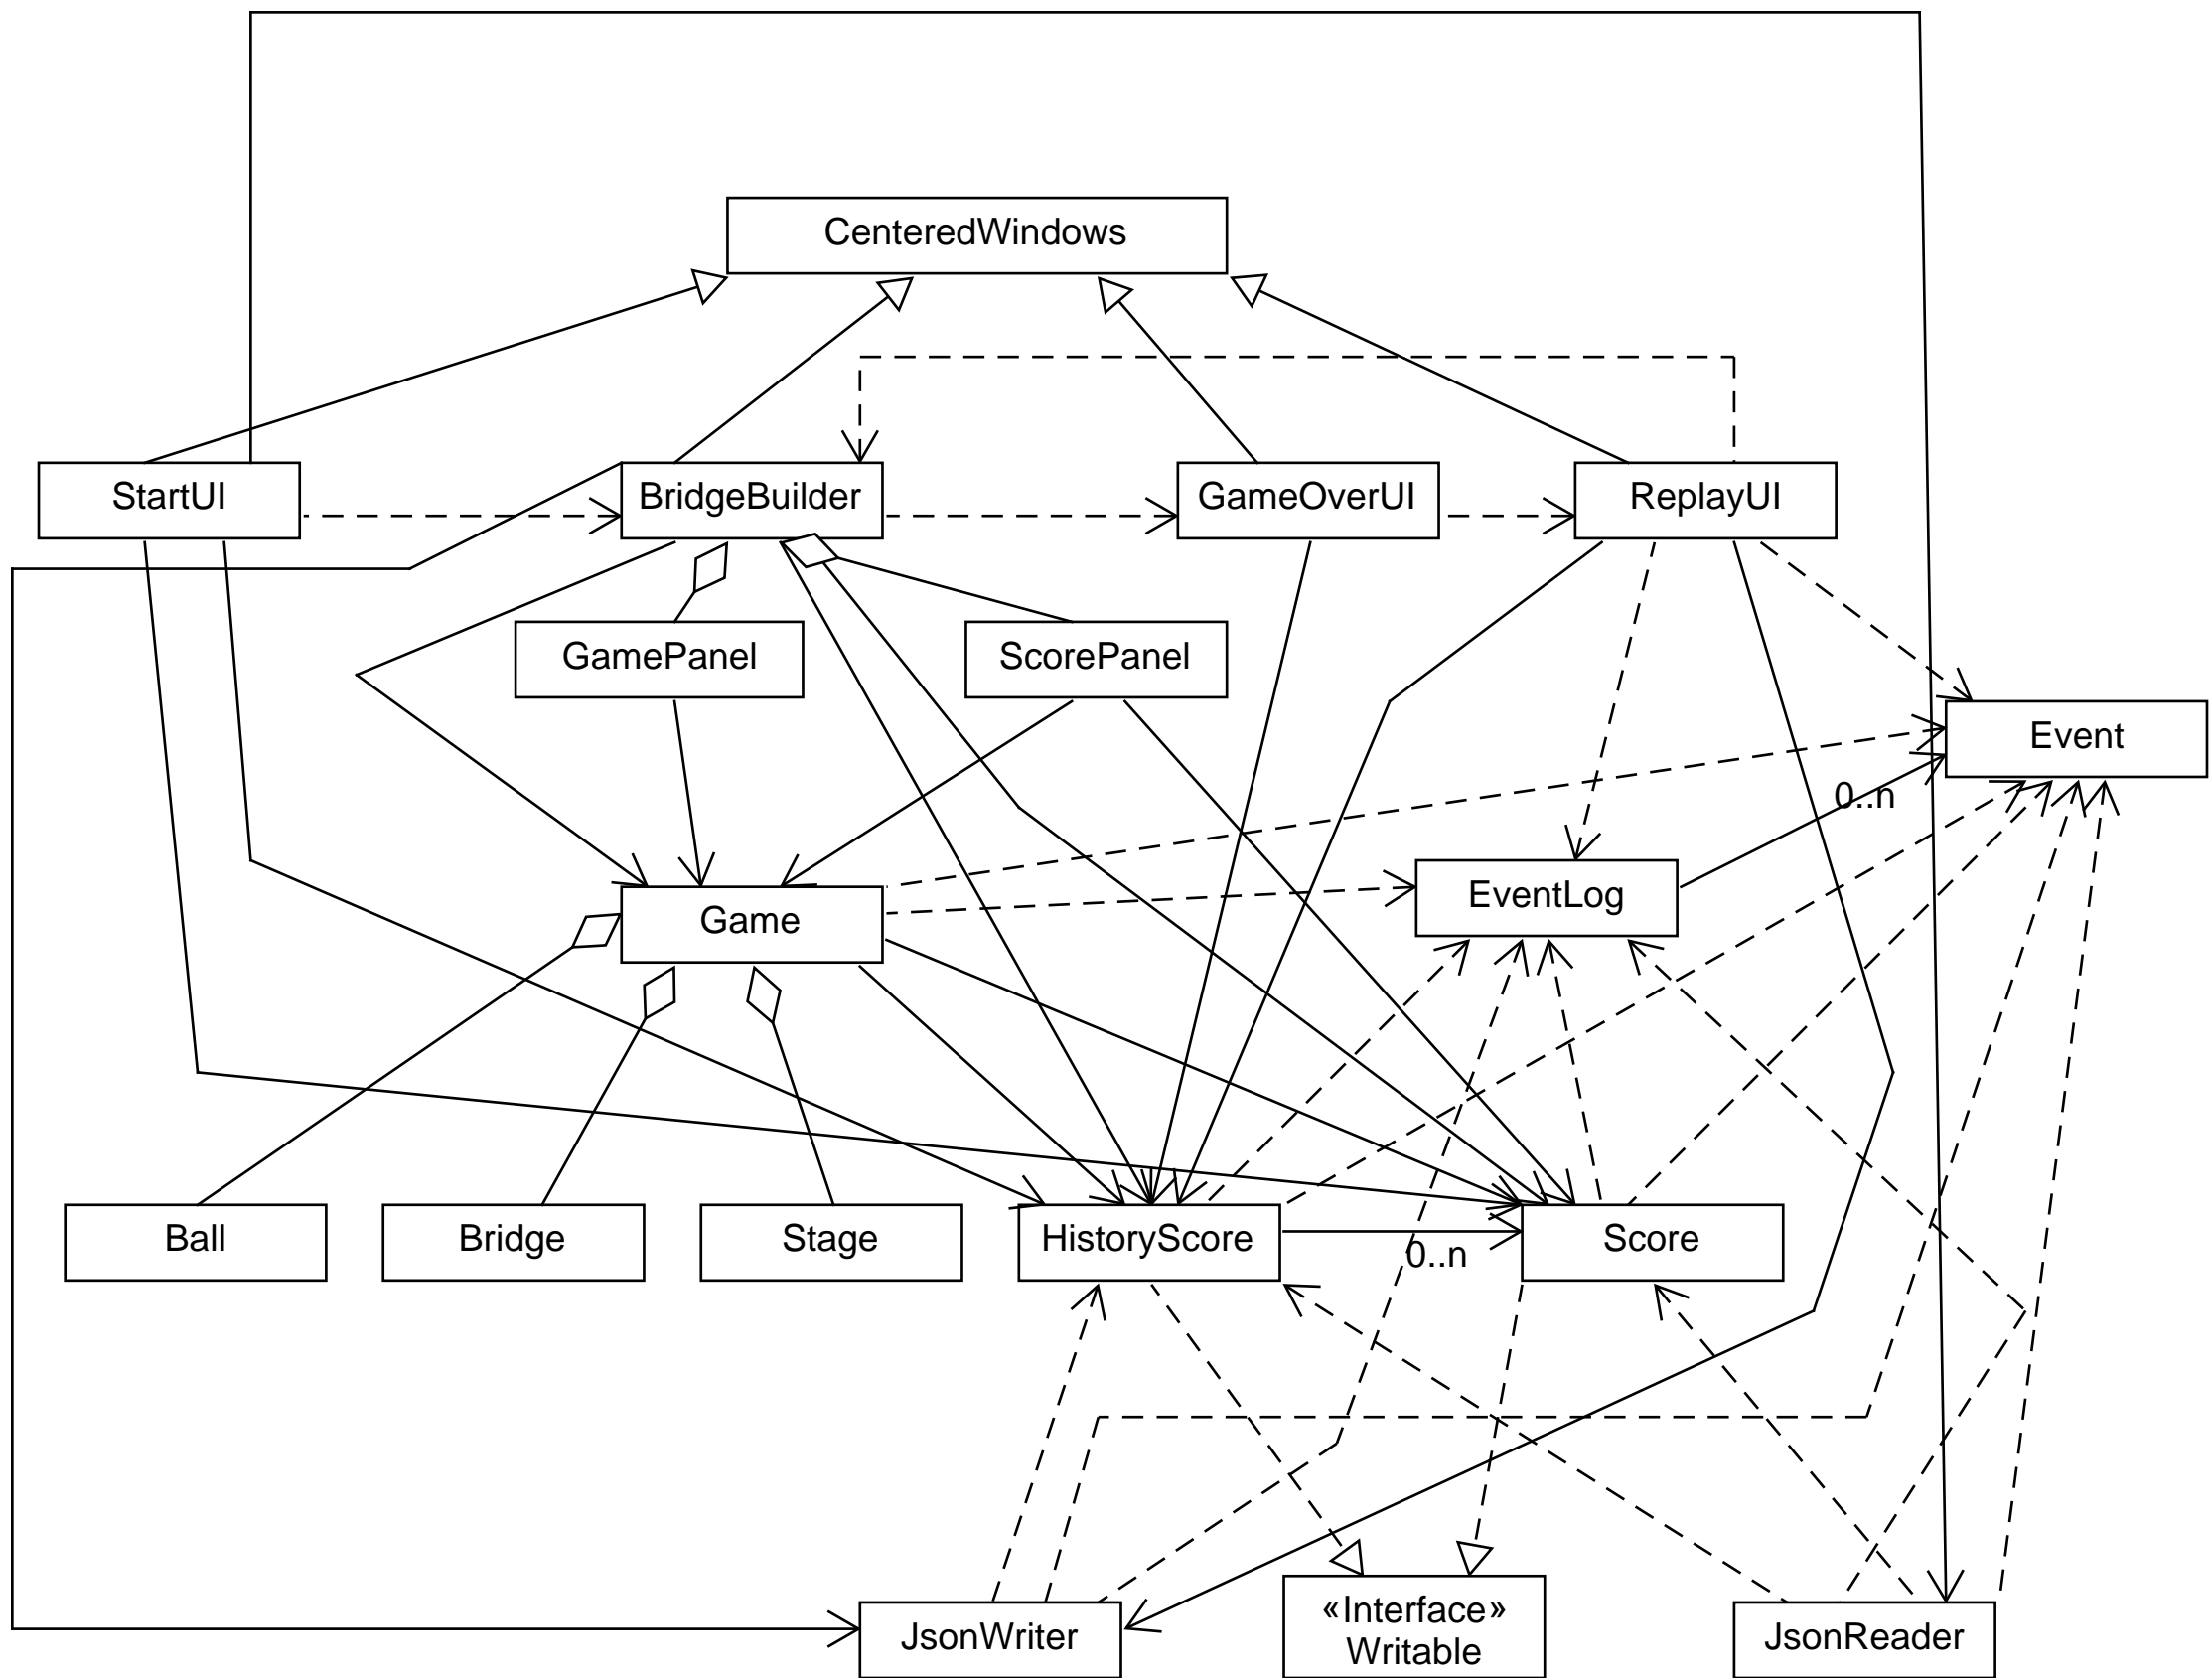 CenteredWindows
StartUI
BridgeBuilder
GameOverUI
ReplayUI
GamePanel
ScorePanel
Event
0..n
EventLog
Game
Ball
Bridge
Stage
HistoryScore
0..n
Score
JsonWriter
«Interface»
Writable
JsonReader